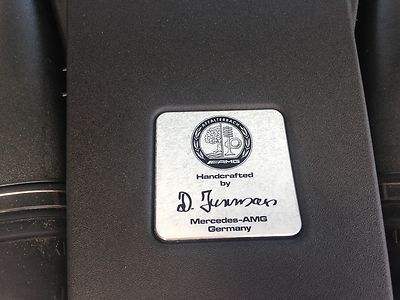 AFFALTERBACH
AMG
Handcrafted
by
Mercedes-AMG
Germany